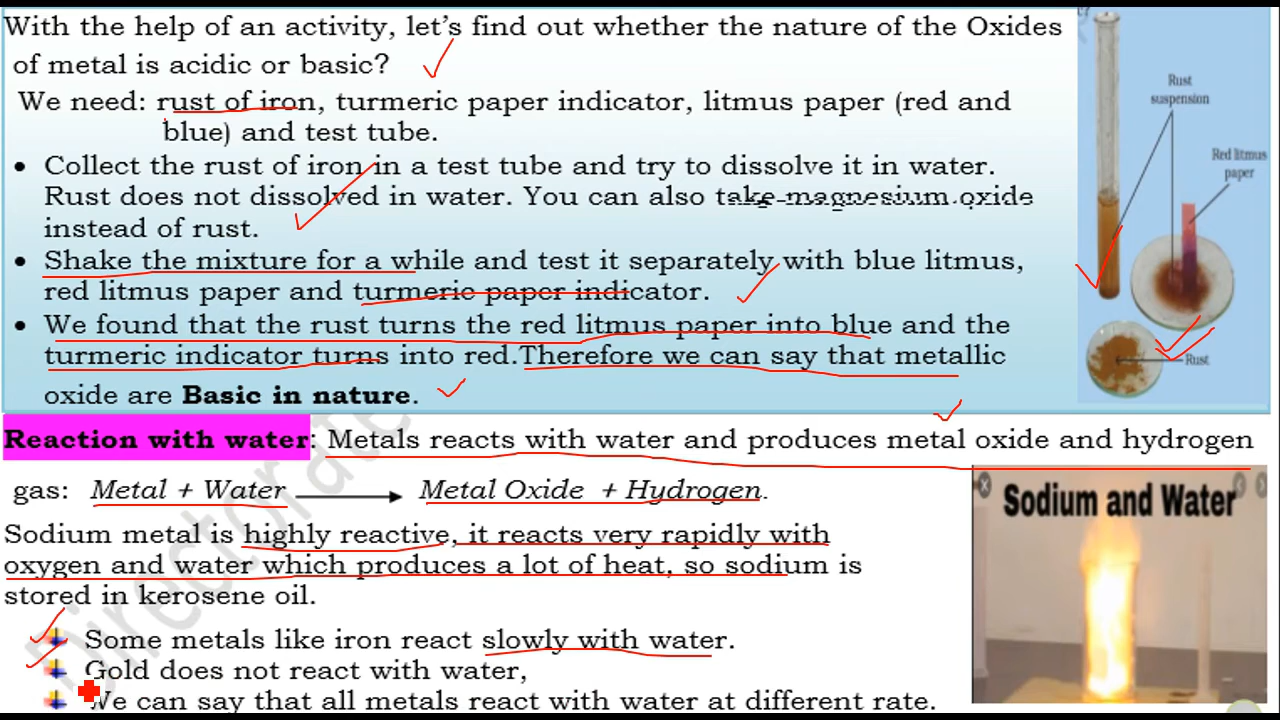 With the help of an activity, let's find out whether the nature of the Oxides
of metal is acidic or basic?
We need: rust of iron, turmeric paper indicator, litmus paper (red and
blue) and test tube.
• Collect the rust of iron in a test tube and try to dissolve it in water.
Rust does not dissolved in water. You can also take magnesium oxide
instead of rust.
• Shake the mixture for a while and test it separately with blue litmus,
red litmus paper and turmeric paper indicator.
• We found that the rust turns the red litmus paper into blue and the
turmeric indicator turns into red.Therefore we can say that metallic
oxide are Basic in nature.
Rust
suspension
Red litmus
paper
Rust
Reaction with water: Metals reacts with water and produces metal oxide and hydrogen
gas: Metal + Water ⟶ Metal Oxide + Hydrogen.
Sodium metal is highly reactive, it reacts very rapidly with
oxygen and water which produces a lot of heat, so sodium is
stored in kerosene oil.
Some metals like iron react slowly with water.
Gold does not react with water,
We can say that all metals react with water at different rate.
Sodium and Water
Directorate